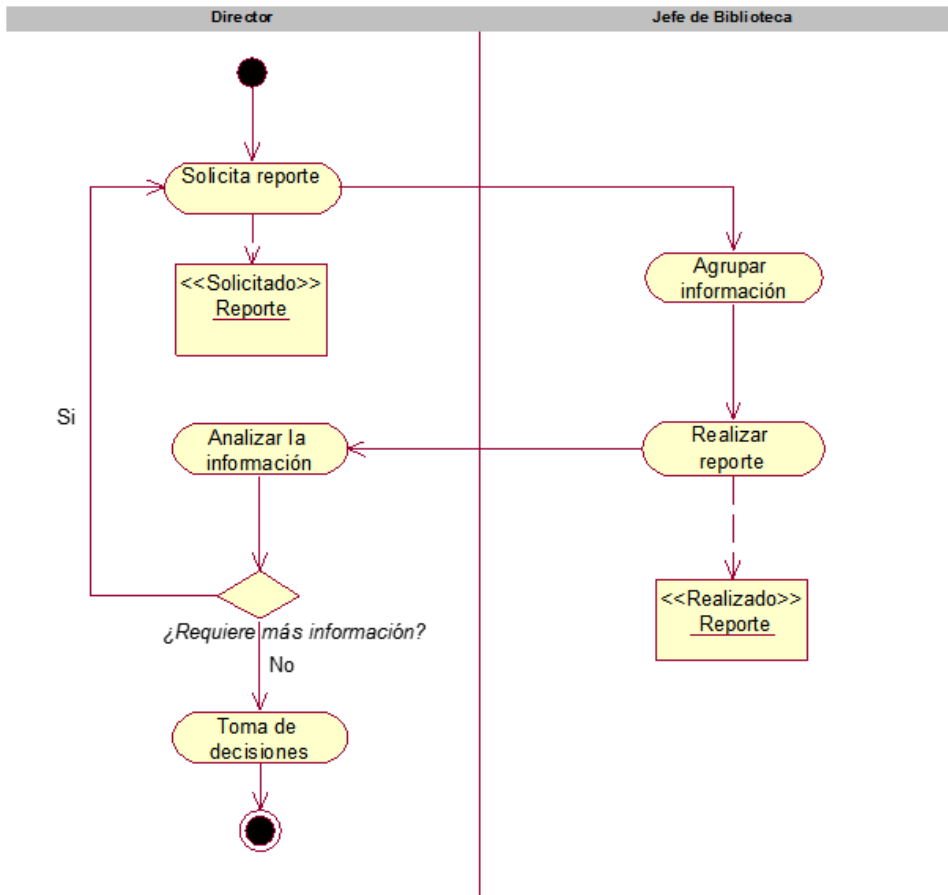 Director
Jefe de Biblioteca
Solicita reporte
<<Solicitado>>
Reporte
Agrupar
información
Si
Analizar la
información
Realizar
reporte
<<Realizado>>
Reporte
¿Requiere más información?
No
Toma de
decisiones